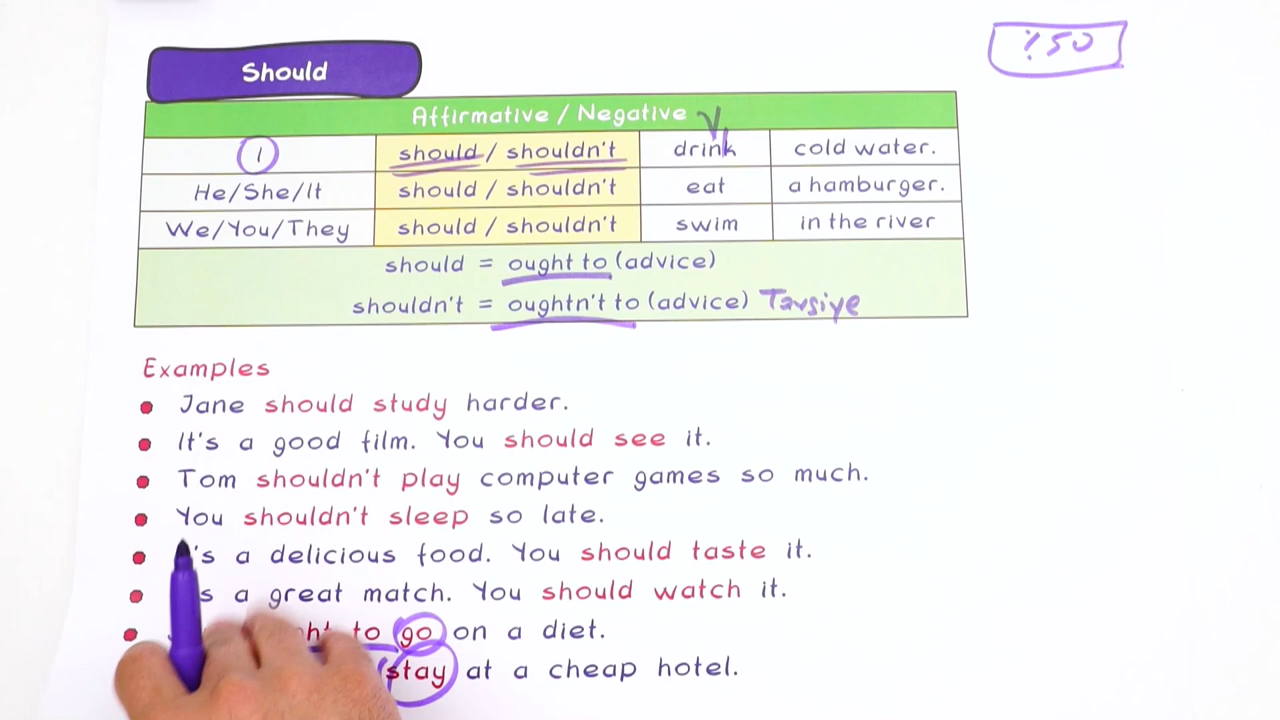 Should
%50
Affirmative / Negative
I should / shouldn't drink cold water.
He/She/It should / shouldn't eat a hamburger.
We/You/They should / shouldn't swim in the river
should = ought to (advice)
shouldn't = oughtn't to (advice) Tavsiye
Examples
Jane should study harder.
It's a good film. You should see it.
Tom shouldn't play computer games so much.
You shouldn't sleep so late.
a delicious food. You should taste it.
a great match. You should watch it.
to go on a diet.
stay at a cheap hotel.